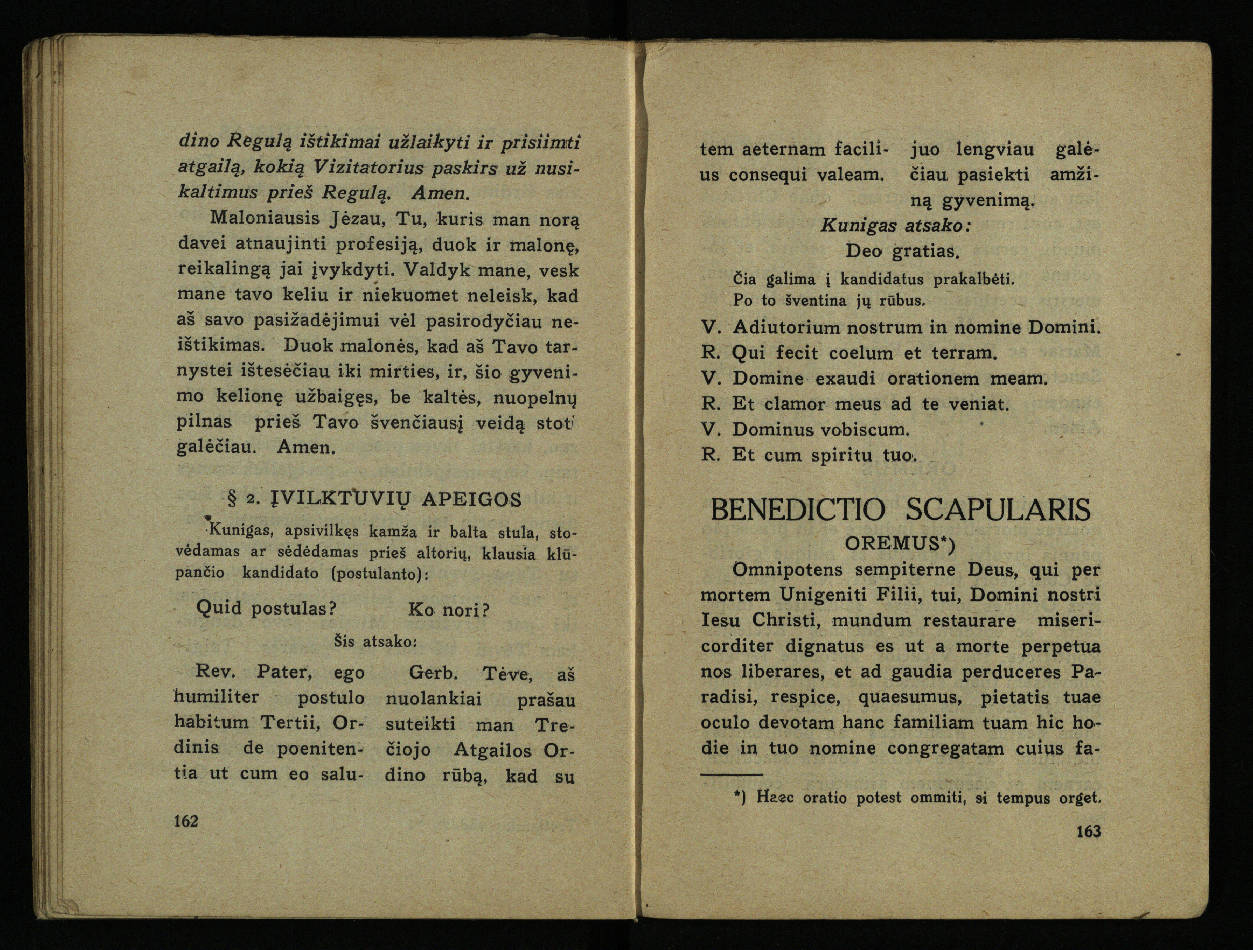 dino Regulą ištikimai užlaikyti ir prisiimti
atgailą, kokią Vizitatorius paskirs už nusi-
kaltimus prieš Regulą. Amen.
Maloniausis Jėzau, Tu, kuris man norą
davei atnaujinti profesiją, duok ir malonę,
reikalingą jai įvykdyti. Valdyk mane, vesk
mane tavo keliu ir niekuomet neleisk, kad
aš savo pasižadėjimui vėl pasirodyčiau ne-
ištikimas. Duok malonės, kad aš Tavo tar-
nystei ištesėčiau iki mirties, ir, šio gyveni-
mo kelionę užbaigęs, be kaltės, nuopelnų
pilnas prieš Tavo švenčiausį veidą stoti
galėčiau. Amen.
§ 2. ĮVILKTUVIŲ APEIGOS
Kunigas, apsivilkęs kamža ir balta stula, sto-
vėdamas ar sėdėdamas prieš altorių, klausia klū-
pančio kandidato (postulanto):
Quid postulas?
Ko nori?
Šis atsako:
Rev. Pater, ego
humiliter postulo
habitum Tertii, Or-
dinis de poeniten-
tia ut cum eo salu-
Gerb. Tėve, aš
nuolankiai prašau
suteikti man Tre-
čiojo Atgailos Or-
dino rūbą, kad su
162
tem aeternam facili-
us consequi valeam.
juo lengviau galė-
čiau pasiekti amži-
ną gyvenimą.
Kunigas atsako:
Deo gratias.
Čia galima į kandidatus prakalbėti.
Po to šventina jų rūbus.
V. Adiutorium nostrum in nomine Domini.
R. Qui fecit coelum et terram.
V. Domine exaudi orationem meam.
R. Et clamor meus ad te veniat.
V. Dominus vobiscum.
R. Et cum spiritu tuo.
BENEDICTIO SCAPULARIS
OREMUS*)
Omnipotens sempiterne Deus, qui per
mortem Unigeniti Filii, tui, Domini nostri
Iesu Christi, mundum restaurare miseri-
corditer dignatus es ut a morte perpetua
nos liberares, et ad gaudia perduceres Pa-
radisi, respice, quaesumus, pietatis tuae
oculo devotam hanc familiam tuam hic ho-
die in tuo nomine congregatam cuius fa-
*) Haec oratio potest ommiti, si tempus orget.
163